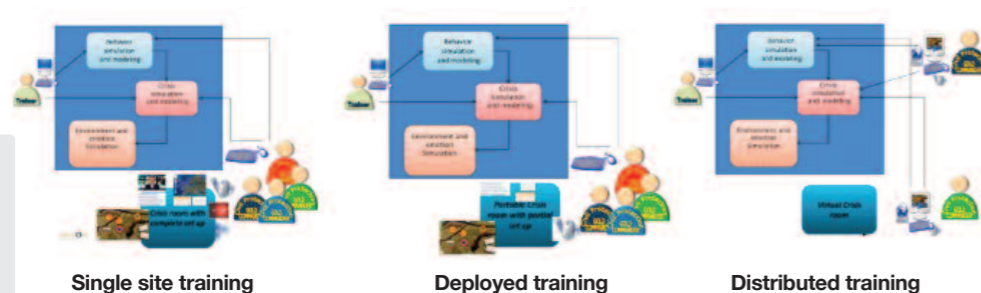 Behavior
simulation
and modeling
Trainer
Crisis
simulation
and modeling
Environment and
emotion
Simulation
Crisis room with
complete set up
Single site training
Behavior
simulation
and modeling
Trainer
Crisis
simulation
and modeling
Environment and
emotion
Simulation
Portable Crisis
room with partial
set up
Deployed training
Behavior
simulation
and modeling
Trainer
Crisis
simulation
and modeling
Environment and
emotion
simulation
Virtual Crisis
room
Distributed training